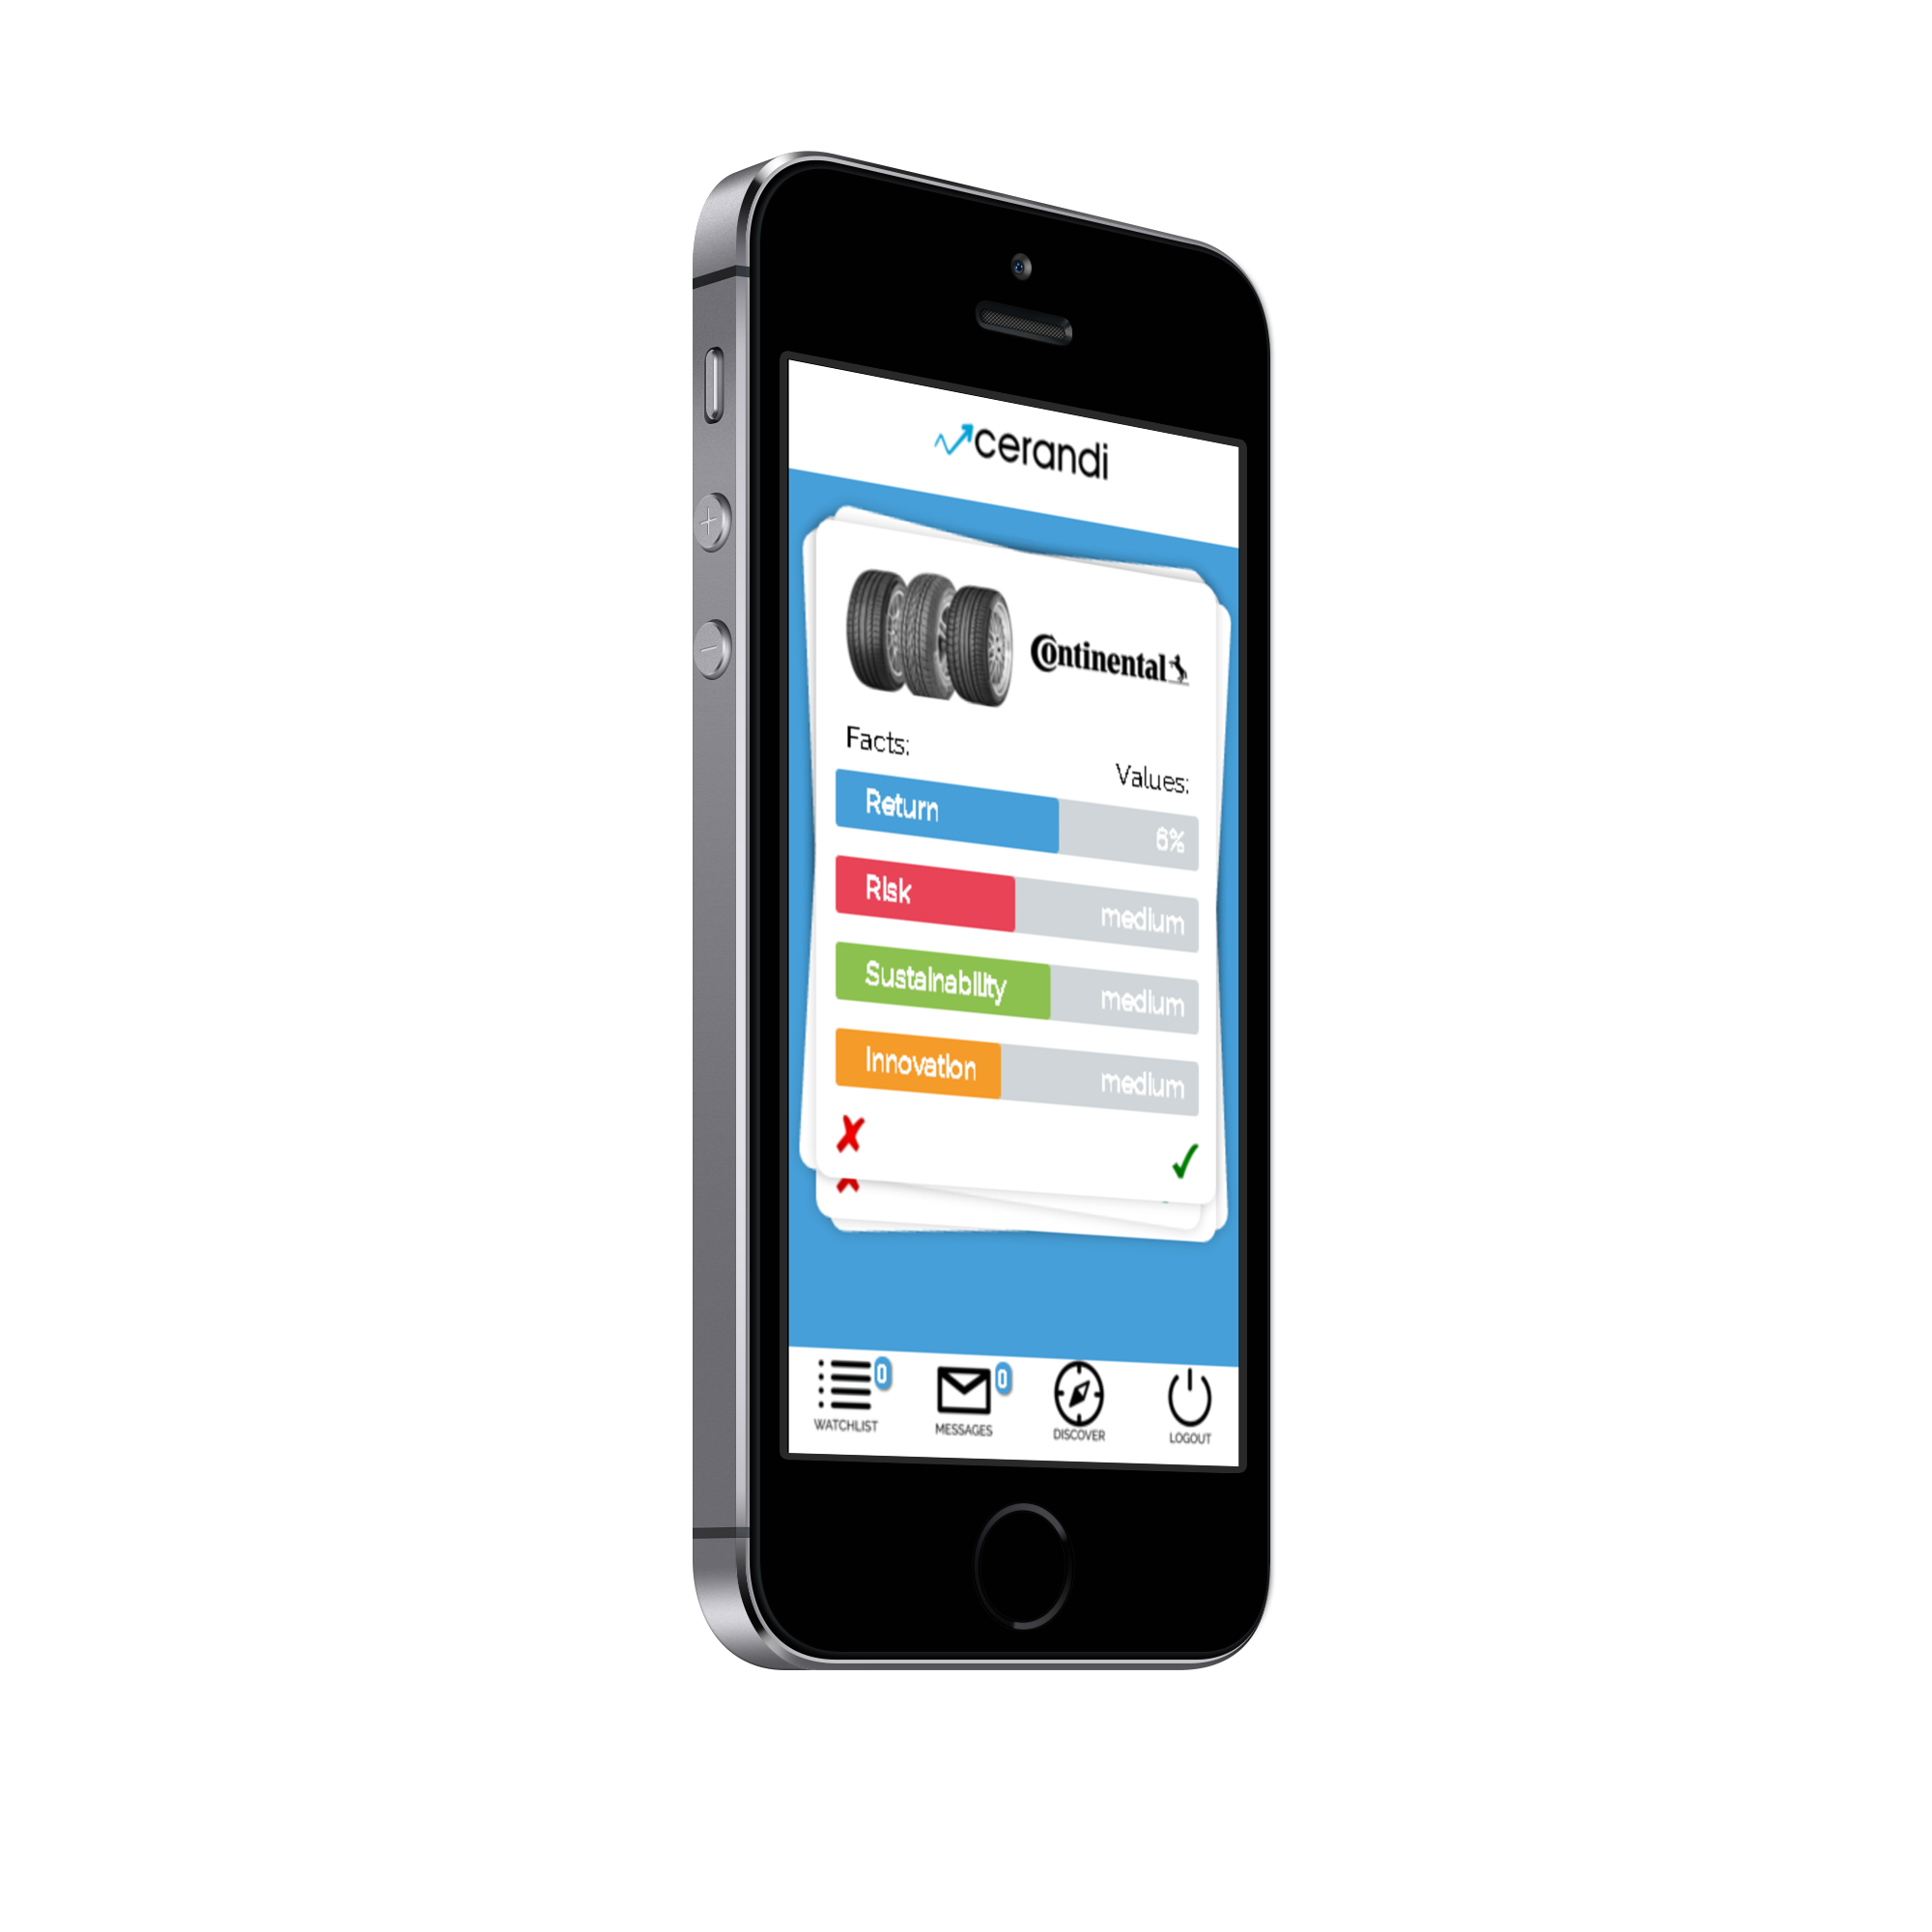 cerandi
Continental
Facts:
Values:
Return
6%
Risk
medium
Sustainability
medium
Innovation
medium
0
0
WATCHLIST
MESSAGES
DISCOVER
LOGOUT